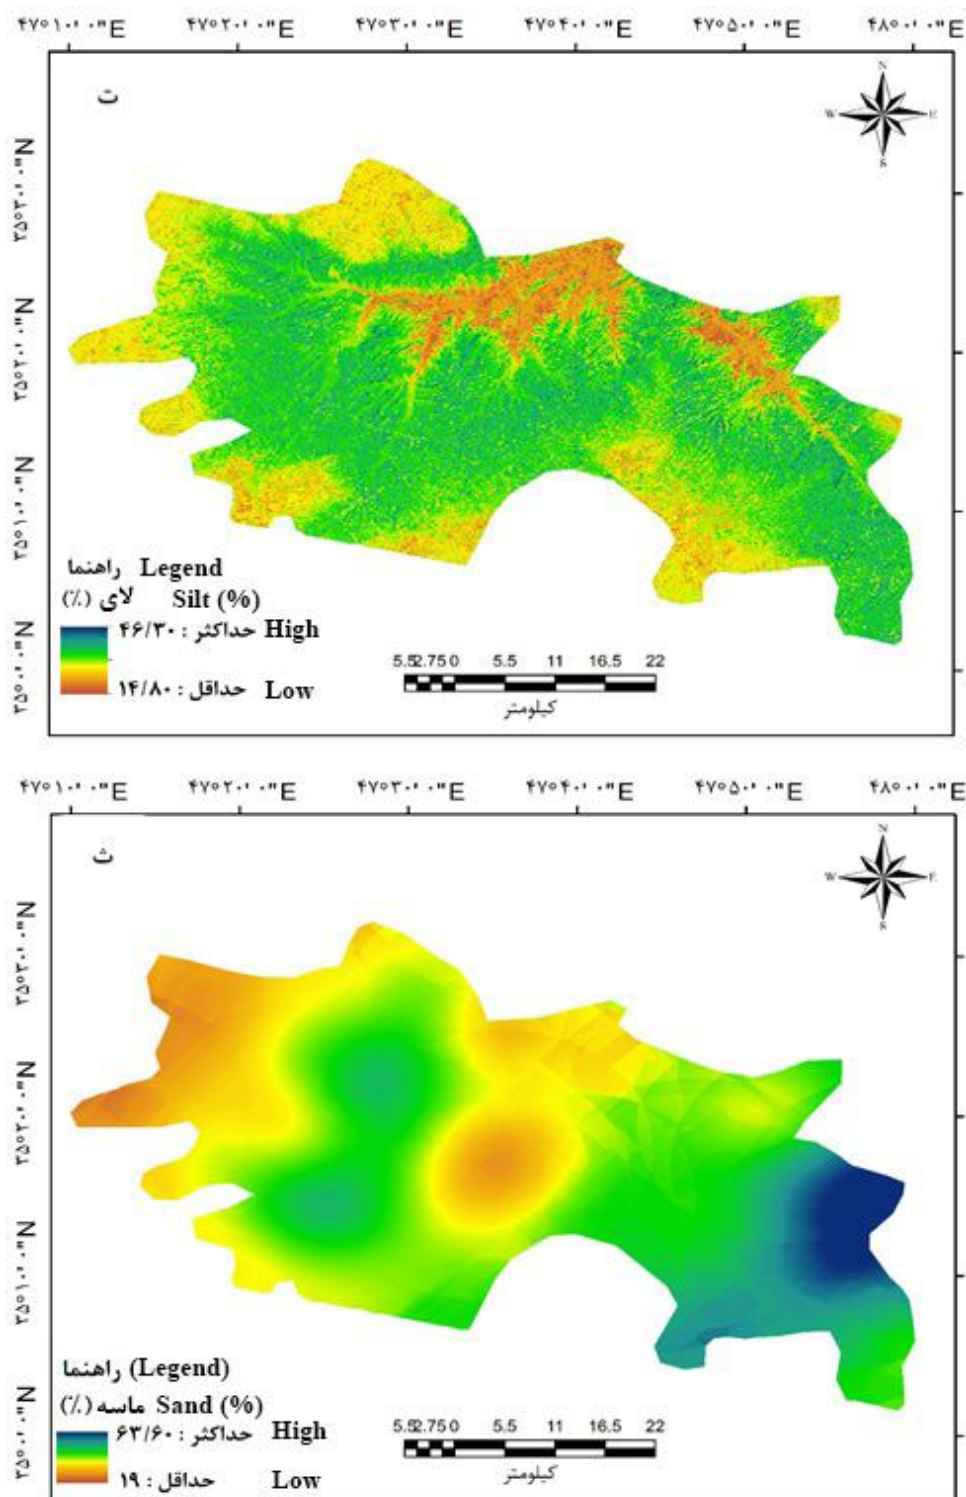 ۴۷°۱۰'۰"E ۴۷°۲۰'۰"E ۴۷°۳۰'۰"E ۴۷°۴۰'۰"E ۴۷°۵۰'۰"E ۴۸°۰'۰"E
ت
N
W E
S
۳۵°۳۰'۰"N
۳۵°۲۰'۰"N
۳۵°۱۰'۰"N
۳۵°۰'۰"N
راهنما Legend
لای (٪) Silt (%)
حداکثر : ۴۶/۳۰ High
حداقل : ۱۴/۸۰ Low
5.5 2.75 0 5.5 11 16.5 22
کیلومتر
۴۷°۱۰'۰"E ۴۷°۲۰'۰"E ۴۷°۳۰'۰"E ۴۷°۴۰'۰"E ۴۷°۵۰'۰"E ۴۸°۰'۰"E
ث
N
W E
S
۳۵°۳۰'۰"N
۳۵°۲۰'۰"N
۳۵°۱۰'۰"N
۳۵°۰'۰"N
راهنما (Legend)
ماسه (٪) Sand (%)
حداکثر : ۶۳/۶۰ High
حداقل : ۱۹ Low
5.5 2.75 0 5.5 11 16.5 22
کیلومتر